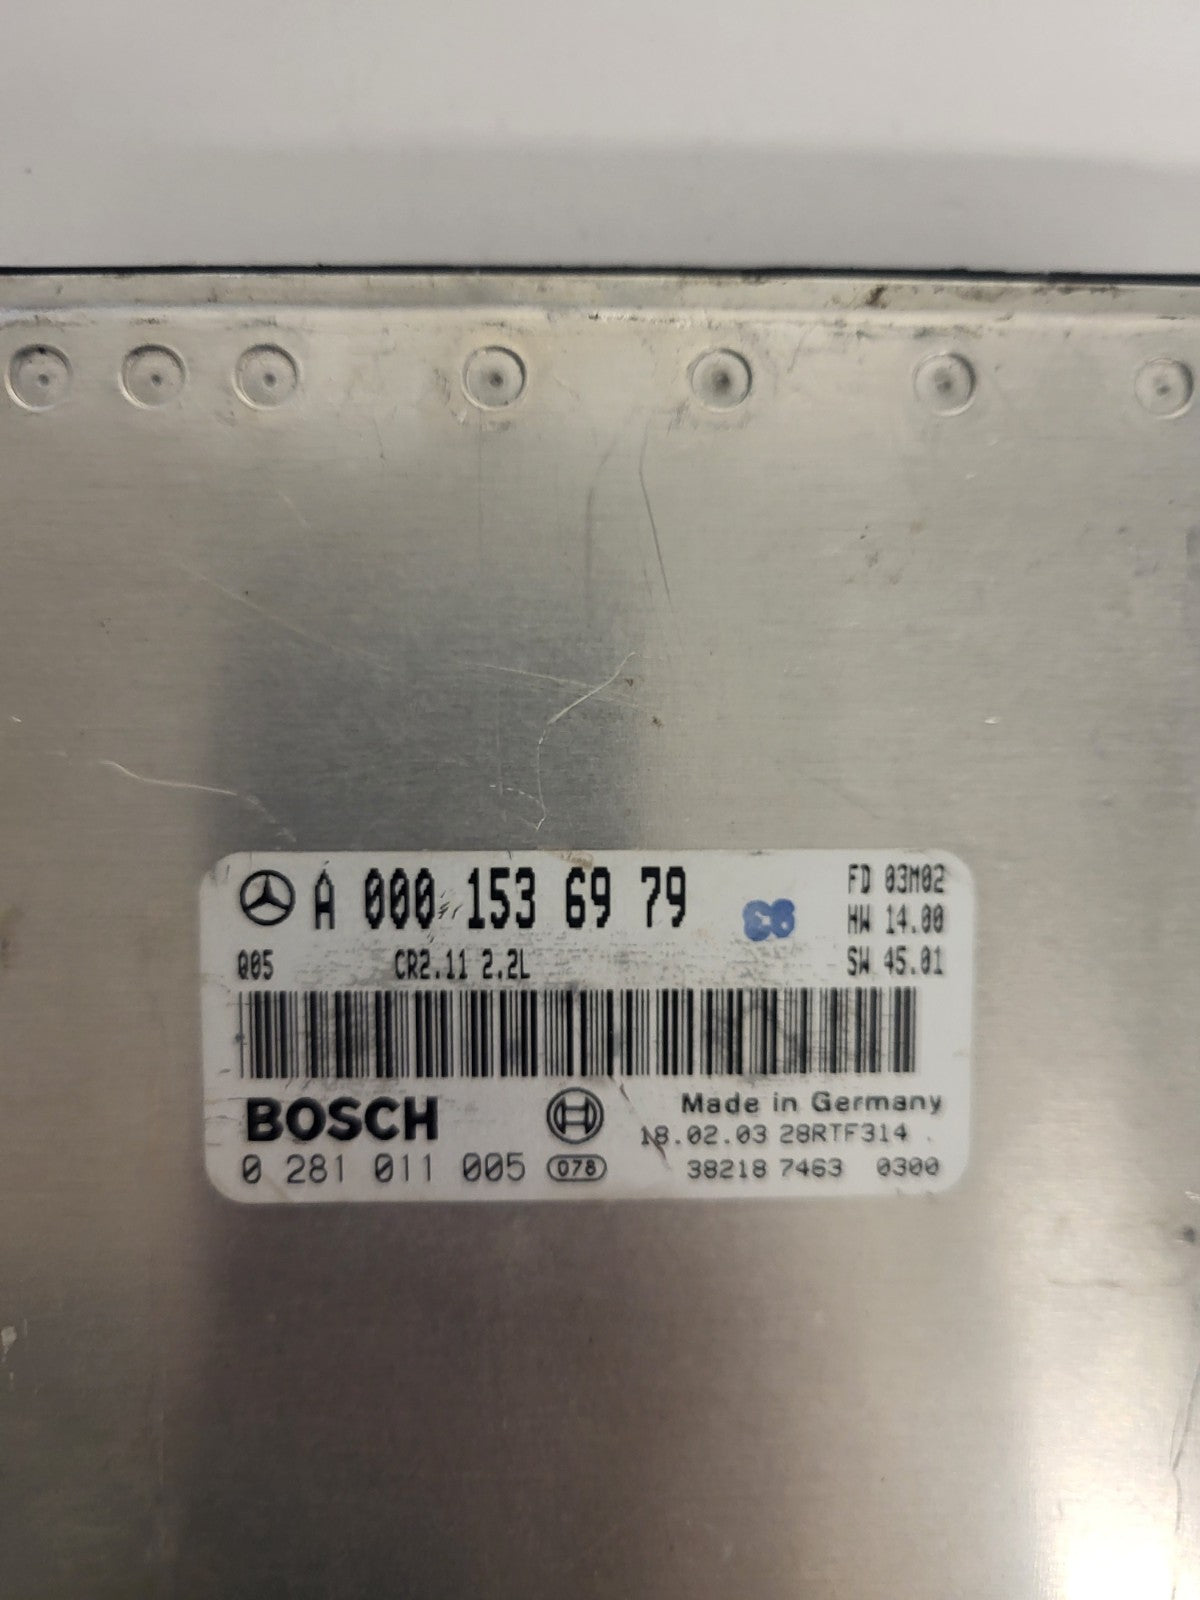 A 000 153 69 79
FD 03M02
HW 14.00
Q05 CR2.11 2.2L
SW 45.01
BOSCH
Made in Germany
18.02.03 28RTF314
0 281 011 005 078
38218 7463 0300